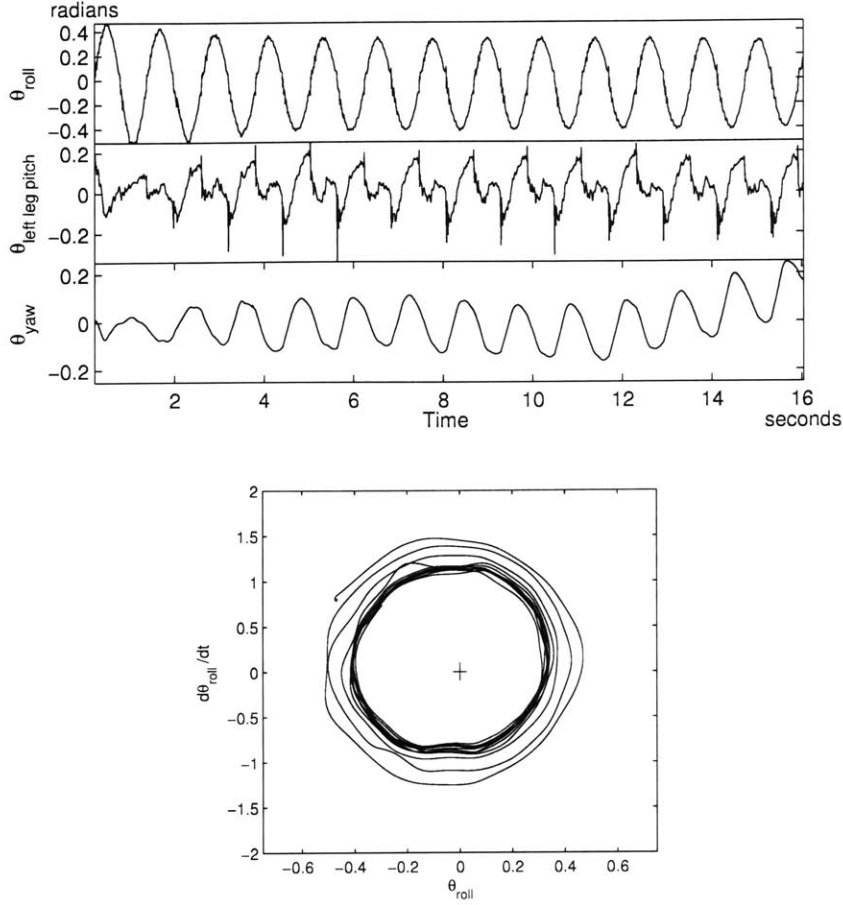 radians
0.4
0.2
0
-0.2
-0.4
θroll
0.2
0
-0.2
θleft leg pitch
0.2
0
-0.2
θyaw
2 4 6 8 10 12 14 16
Time
seconds
2
1.5
1
0.5
0
-0.5
-1
-1.5
-2
dθroll/dt
-0.6 -0.4 -0.2 0 0.2 0.4 0.6
θroll